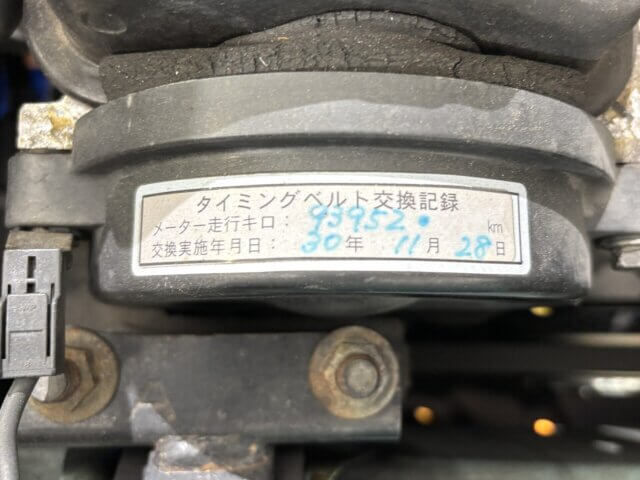 タイミングベルト交換記録
メーター走行キロ: 93952. km
交換実施年月日: 30年 11月 28日